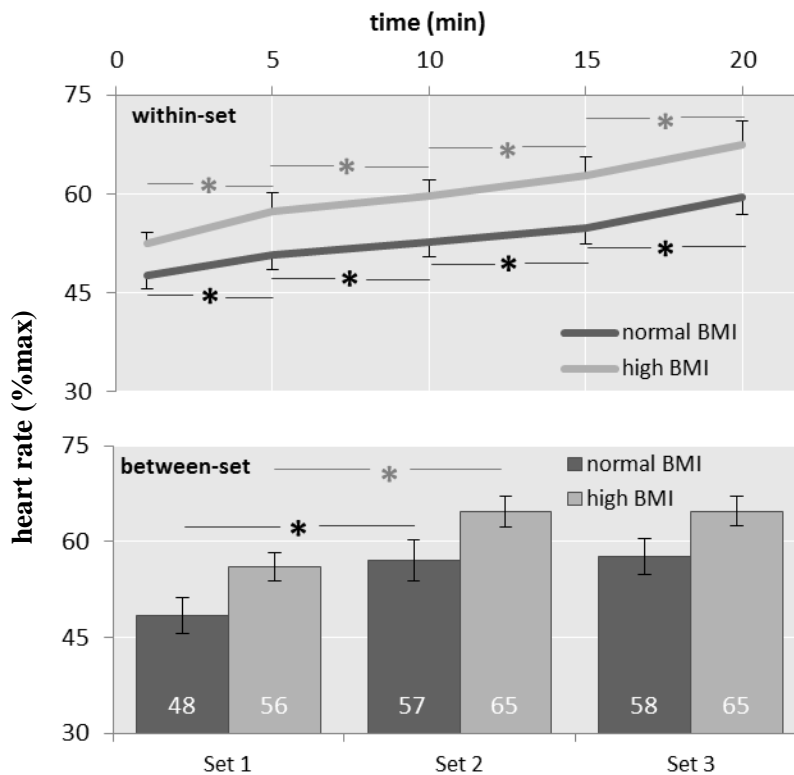 time (min)
0 5 10 15 20
75
within-set
*
*
*
*
60
*
*
*
*
45
normal BMI
high BMI
30
heart rate (%max)
75
between-set
normal BMI
*
high BMI
*
60
45
48 56 57 65 58 65
30
Set 1 Set 2 Set 3